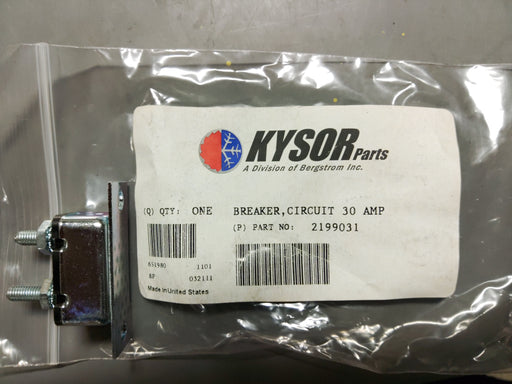 KYSOR Parts
A Division of Bergstrom Inc.
(Q) QTY: ONE BREAKER,CIRCUIT 30 AMP
(P) PART NO: 2199031
651980 1101
RP 032111
Made in United States